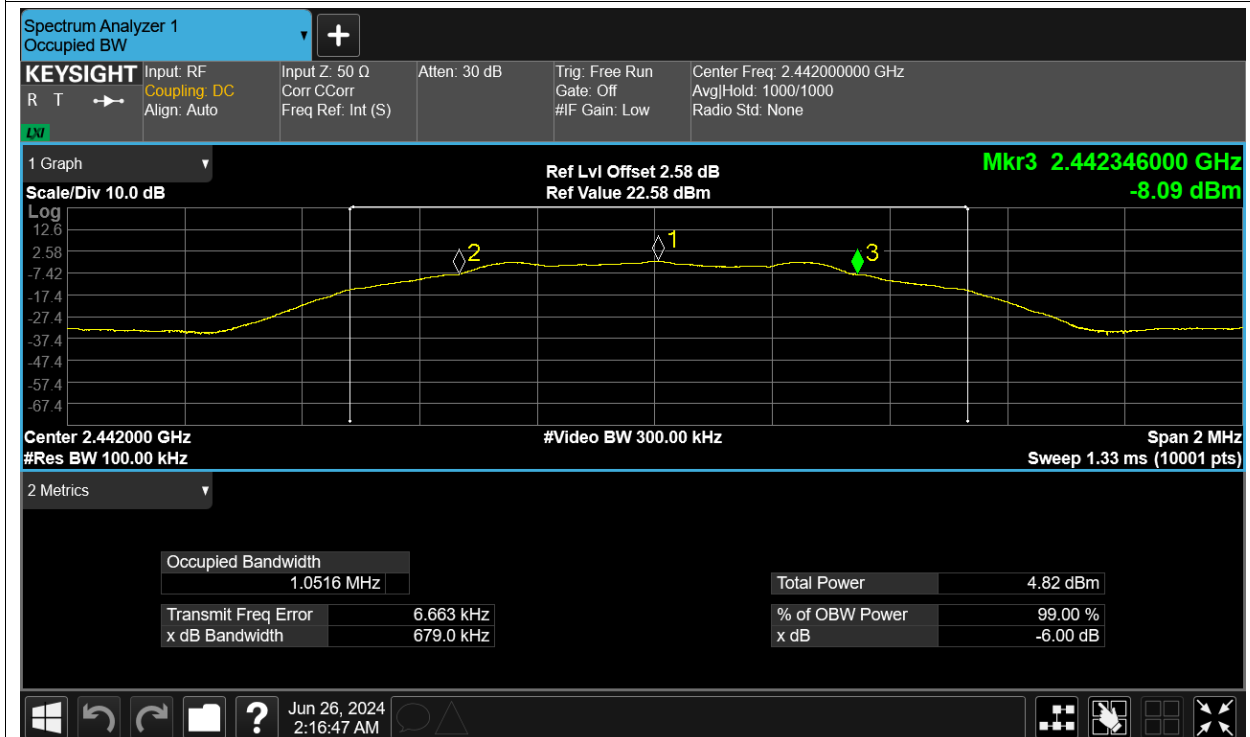 Spectrum Analyzer 1
Occupied BW
KEYSIGHT
R T
LXI
Input: RF
Coupling: DC
Align: Auto
Input Z: 50 Ω
Corr CCorr
Freq Ref: Int (S)
Atten: 30 dB
Trig: Free Run
Gate: Off
#IF Gain: Low
Center Freq: 2.442000000 GHz
Avg|Hold: 1000/1000
Radio Std: None
1 Graph
Scale/Div 10.0 dB
Ref Lvl Offset 2.58 dB
Ref Value 22.58 dBm
Mkr3 2.442346000 GHz
-8.09 dBm
Log
12.6
2.58
-7.42
-17.4
-27.4
-37.4
-47.4
-57.4
-67.4
2
1
3
Center 2.442000 GHz
#Res BW 100.00 kHz
#Video BW 300.00 kHz
Span 2 MHz
Sweep 1.33 ms (10001 pts)
2 Metrics
Occupied Bandwidth
1.0516 MHz
Transmit Freq Error 6.663 kHz
x dB Bandwidth 679.0 kHz
Total Power 4.82 dBm
% of OBW Power 99.00 %
x dB -6.00 dB
?
Jun 26, 2024
2:16:47 AM